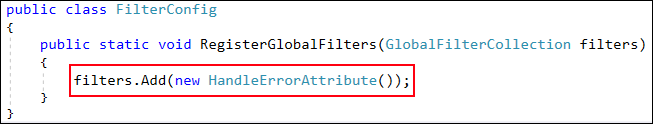 public class FilterConfig
{
    public static void RegisterGlobalFilters(GlobalFilterCollection filters)
    {
        filters.Add(new HandleErrorAttribute());
    }
}